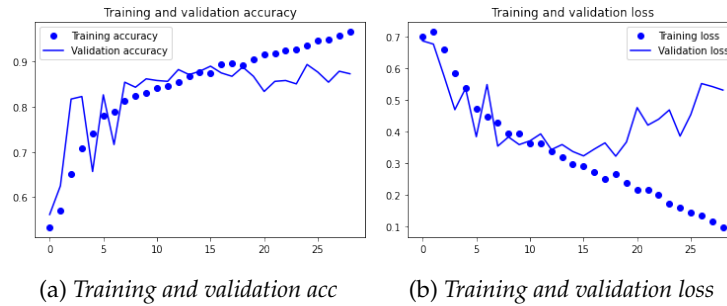 Training and validation accuracy
Training accuracy
Validation accuracy
0.9
0.8
0.7
0.6
0 5 10 15 20 25
(a) Training and validation acc
Training and validation loss
Training loss
Validation loss
0.7
0.6
0.5
0.4
0.3
0.2
0.1
0 5 10 15 20 25
(b) Training and validation loss